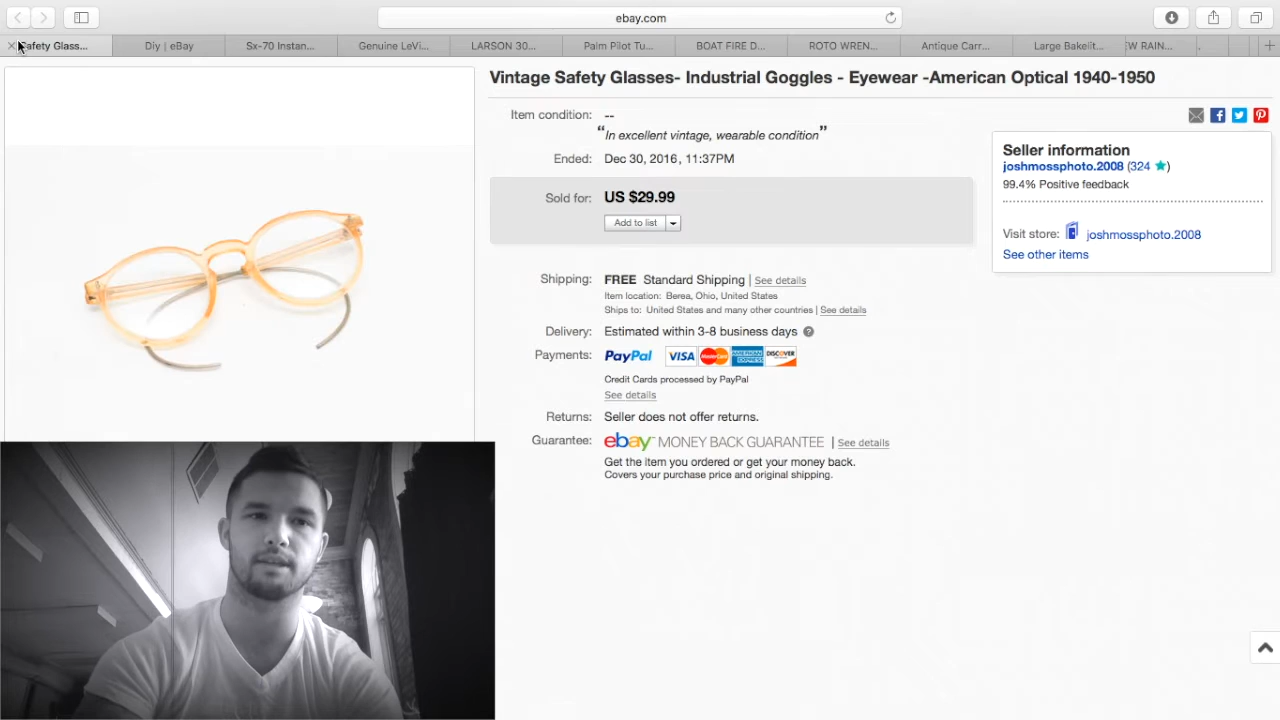 ebay.com
Safety Glass...
Diy | eBay
Sx-70 Instan...
Genuine LeVi...
LARSON 30...
Palm Pilot Tu...
BOAT FIRE D...
ROTO WREN...
Antique Carr...
Large Bakelit...
EW RAIN...
Vintage Safety Glasses- Industrial Goggles - Eyewear -American Optical 1940-1950
Item condition: --
“In excellent vintage, wearable condition”
Ended: Dec 30, 2016 , 11:37PM
Sold for: US $29.99
Add to list
Shipping: FREE Standard Shipping | See details
Item location: Berea, Ohio, United States
Ships to: United States and many other countries | See details
Delivery: Estimated within 3-8 business days ?
Payments: PayPal VISA MasterCard AMERICAN EXPRESS DISCOVER
Credit Cards processed by PayPal
See details
Returns: Seller does not offer returns.
Guarantee: ebay MONEY BACK GUARANTEE | See details
Get the item you ordered or get your money back.
Covers your purchase price and original shipping.
Seller information
joshmossphoto.2008 (324 ★)
99.4% Positive feedback
Visit store: joshmossphoto.2008
See other items